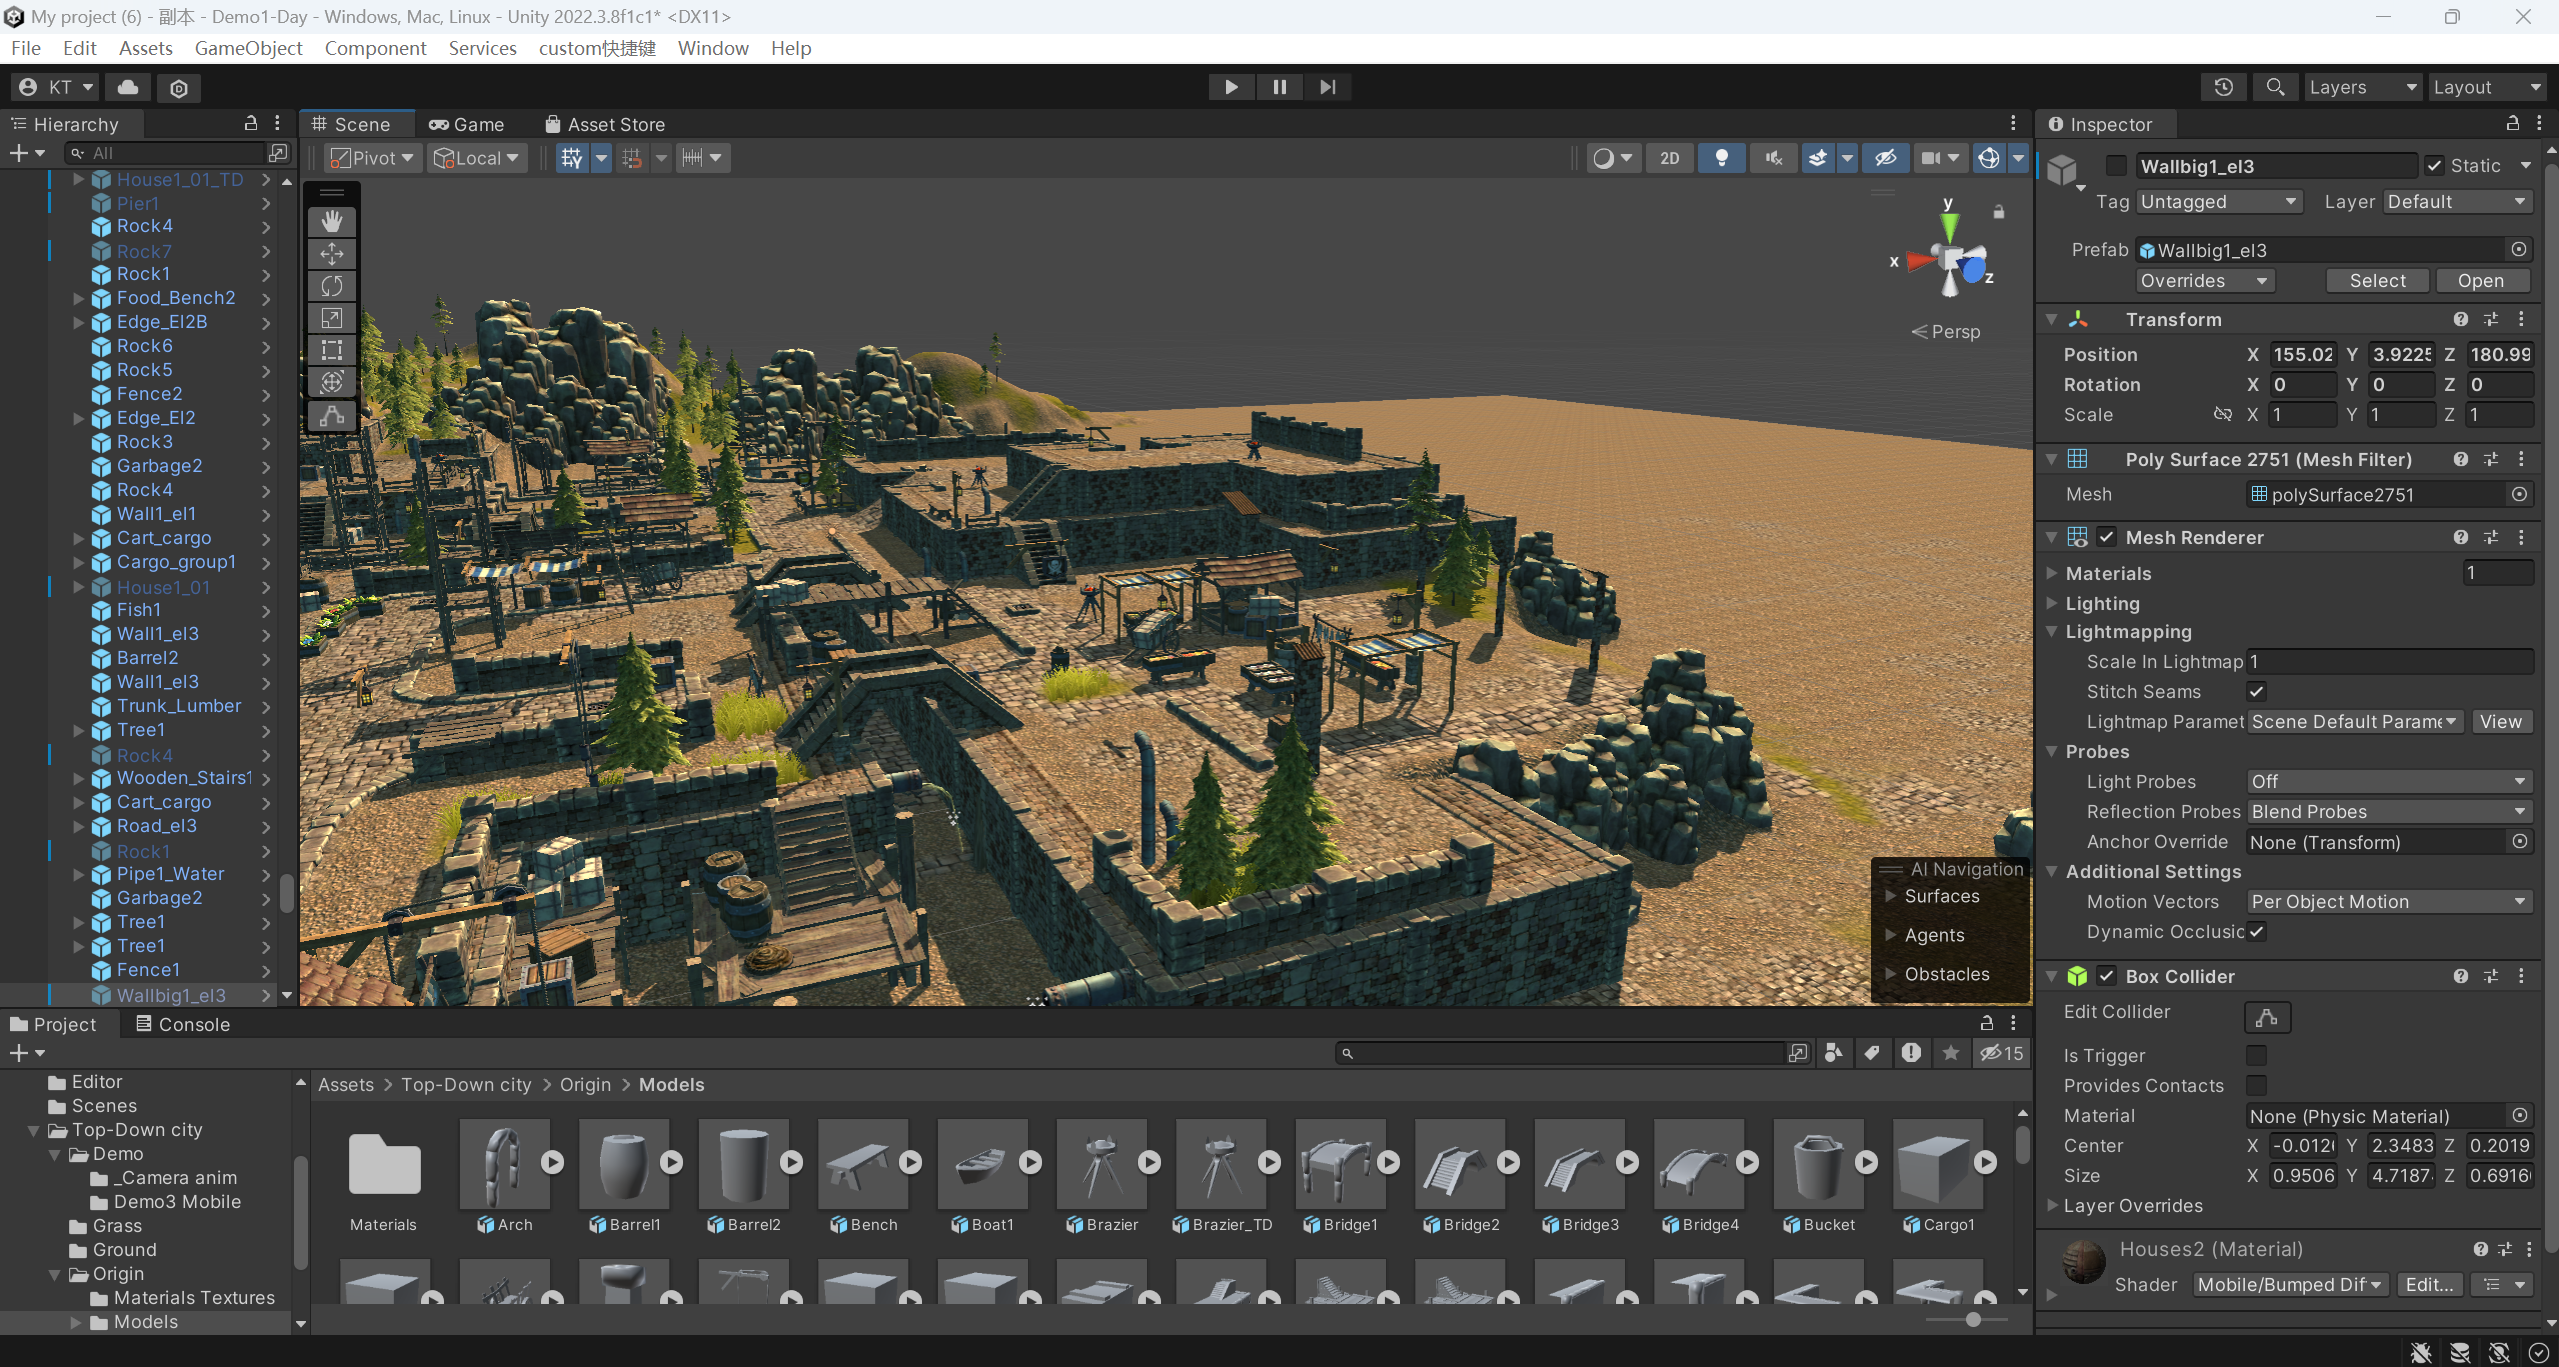 My project (6) - 副本 - Demo1-Day - Windows, Mac, Linux - Unity 2022.3.8f1c1* <DX11>
File Edit Assets GameObject Component Services custom快捷键 Window Help
KT Layers Layout
Hierarchy
All
House1_01_TD
Pier1
Rock4
Rock7
Rock1
Food_Bench2
Edge_El2B
Rock6
Rock5
Fence2
Edge_El2
Rock3
Garbage2
Rock4
Wall1_el1
Cart_cargo
Cargo_group1
House1_01
Fish1
Wall1_el3
Barrel2
Wall1_el3
Trunk_Lumber
Tree1
Rock4
Wooden_Stairs1
Cart_cargo
Road_el3
Rock1
Pipe1_Water
Garbage2
Tree1
Tree1
Fence1
Wallbig1_el3
Scene Game Asset Store
Pivot Local 2D
y
x
z
Persp
AI Navigation
Surfaces
Agents
Obstacles
Inspector
Wallbig1_el3 Static
Tag Untagged Layer Default
Prefab Wallbig1_el3
Overrides Select Open
Transform
Position X 155.02 Y 3.9225 Z 180.99
Rotation X 0 Y 0 Z 0
Scale X 1 Y 1 Z 1
Poly Surface 2751 (Mesh Filter)
Mesh polySurface2751
Mesh Renderer
Materials 1
Lighting
Lightmapping
Scale In Lightmap 1
Stitch Seams
Lightmap Paramet Scene Default Parame View
Probes
Light Probes Off
Reflection Probes Blend Probes
Anchor Override None (Transform)
Additional Settings
Motion Vectors Per Object Motion
Dynamic Occlusic
Box Collider
Edit Collider
Is Trigger
Provides Contacts
Material None (Physic Material)
Center X -0.012 Y 2.3483 Z 0.2019
Size X 0.9506 Y 4.7187 Z 0.6916
Layer Overrides
Houses2 (Material)
Shader Mobile/Bumped Dif Edit...
Project Console
15
Editor
Scenes
Top-Down city
Demo
_Camera anim
Demo3 Mobile
Grass
Ground
Origin
Materials Textures
Models
Assets > Top-Down city > Origin > Models
Materials Arch Barrel1 Barrel2 Bench Boat1 Brazier Brazier_TD Bridge1 Bridge2 Bridge3 Bridge4 Bucket Cargo1